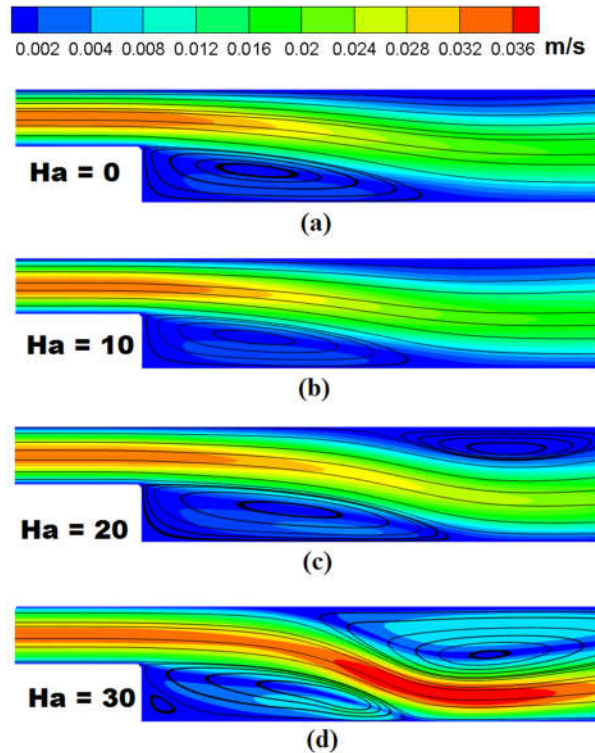 0.002 0.004 0.008 0.012 0.016 0.020 0.024 0.028 0.032 0.036 m/s
Ha = 0
(a)
Ha = 10
(b)
Ha = 20
(c)
Ha = 30
(d)